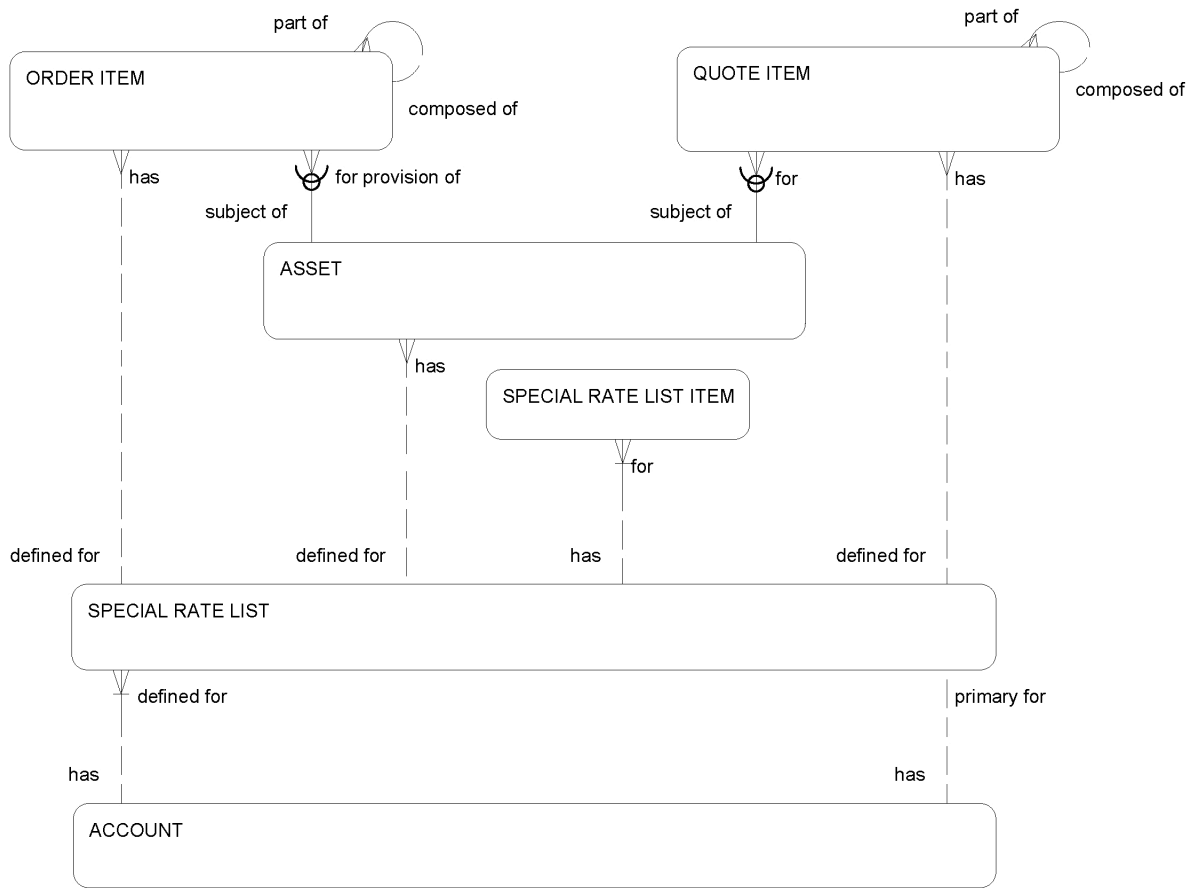 part of
part of
ORDER ITEM
QUOTE ITEM
composed of
composed of
has
for provision of
for
has
subject of
subject of
ASSET
has
SPECIAL RATE LIST ITEM
for
defined for
defined for
has
defined for
SPECIAL RATE LIST
defined for
primary for
has
has
ACCOUNT